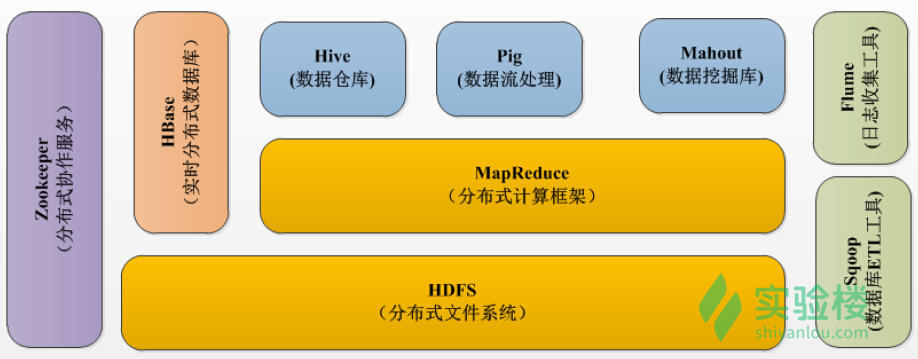 Zookeeper
（分布式协作服务）
HBase
（实时分布式数据库）
Hive
(数据仓库)
Pig
(数据流处理)
Mahout
(数据挖掘库)
Flume
(日志收集工具)
MapReduce
（分布式计算框架）
Sqoop
(数据库ETL工具)
HDFS
（分布式文件系统）
实验楼
shiyanlou.com